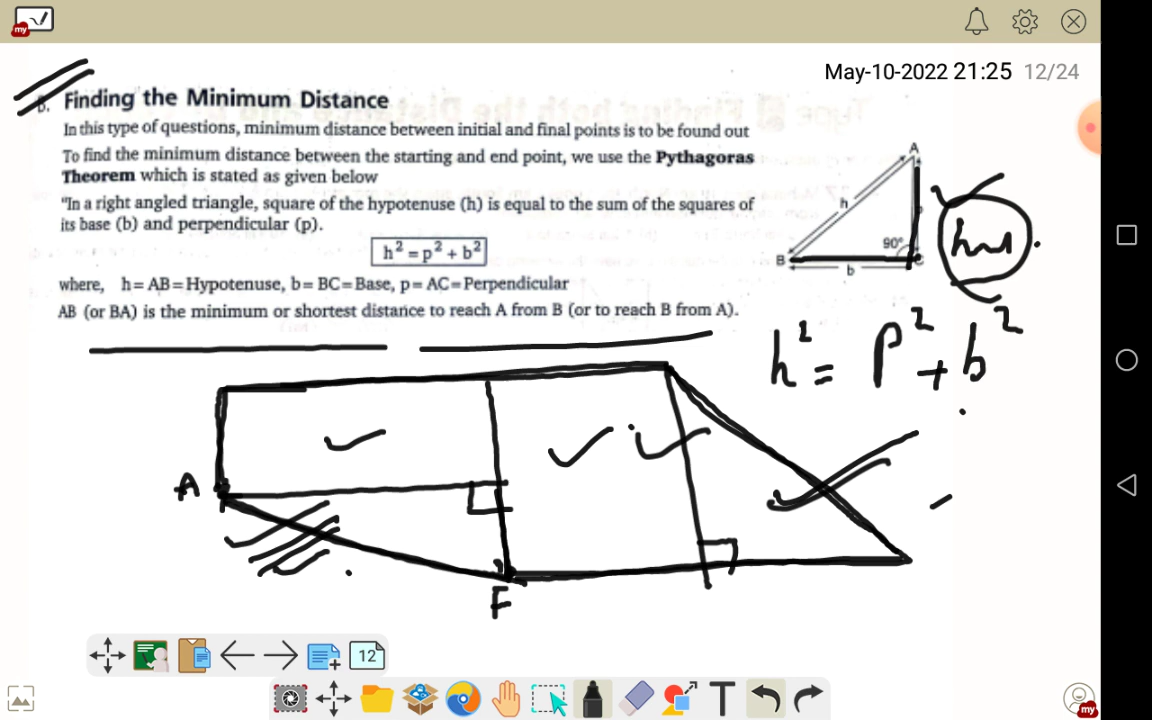 my
May-10-2022 21:25 12/24
Finding the Minimum Distance
In this type of questions, minimum distance between initial and final points is to be found out
To find the minimum distance between the starting and end point, we use the Pythagoras
Theorem which is stated as given below
"In a right angled triangle, square of the hypotenuse (h) is equal to the sum of the squares of
its base (b) and perpendicular (p).
h² = p² + b²
where, h= AB=Hypotenuse, b= BC=Base, p= AC=Perpendicular
AB (or BA) is the minimum or shortest distance to reach A from B (or to reach B from A).
A
h
90°
B
b
C
h² = P² + b²
A
F
12
T
my